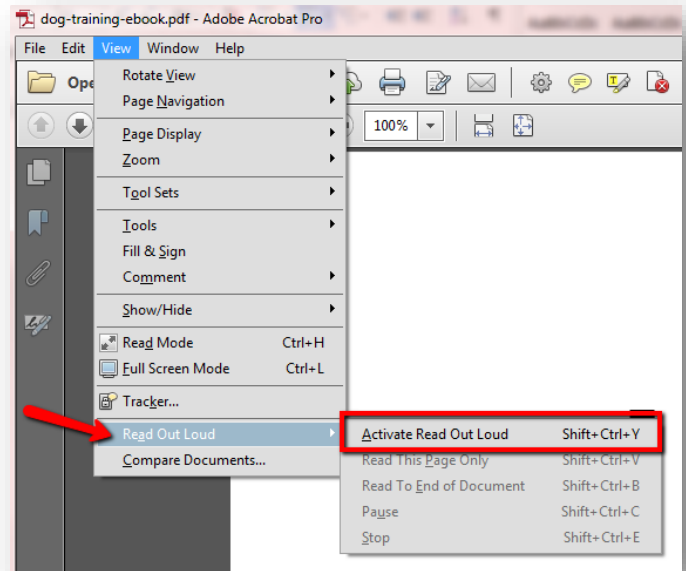 dog-training-ebook.pdf - Adobe Acrobat Pro
File Edit View Window Help
Ope
100%
Rotate View
Page Navigation
Page Display
Zoom
Tool Sets
Tools
Fill & Sign
Comment
Show/Hide
Read Mode Ctrl+H
Full Screen Mode Ctrl+L
Tracker...
Read Out Loud
Compare Documents...
Activate Read Out Loud Shift+Ctrl+Y
Read This Page Only Shift+Ctrl+V
Read To End of Document Shift+Ctrl+B
Pause Shift+Ctrl+C
Stop Shift+Ctrl+E